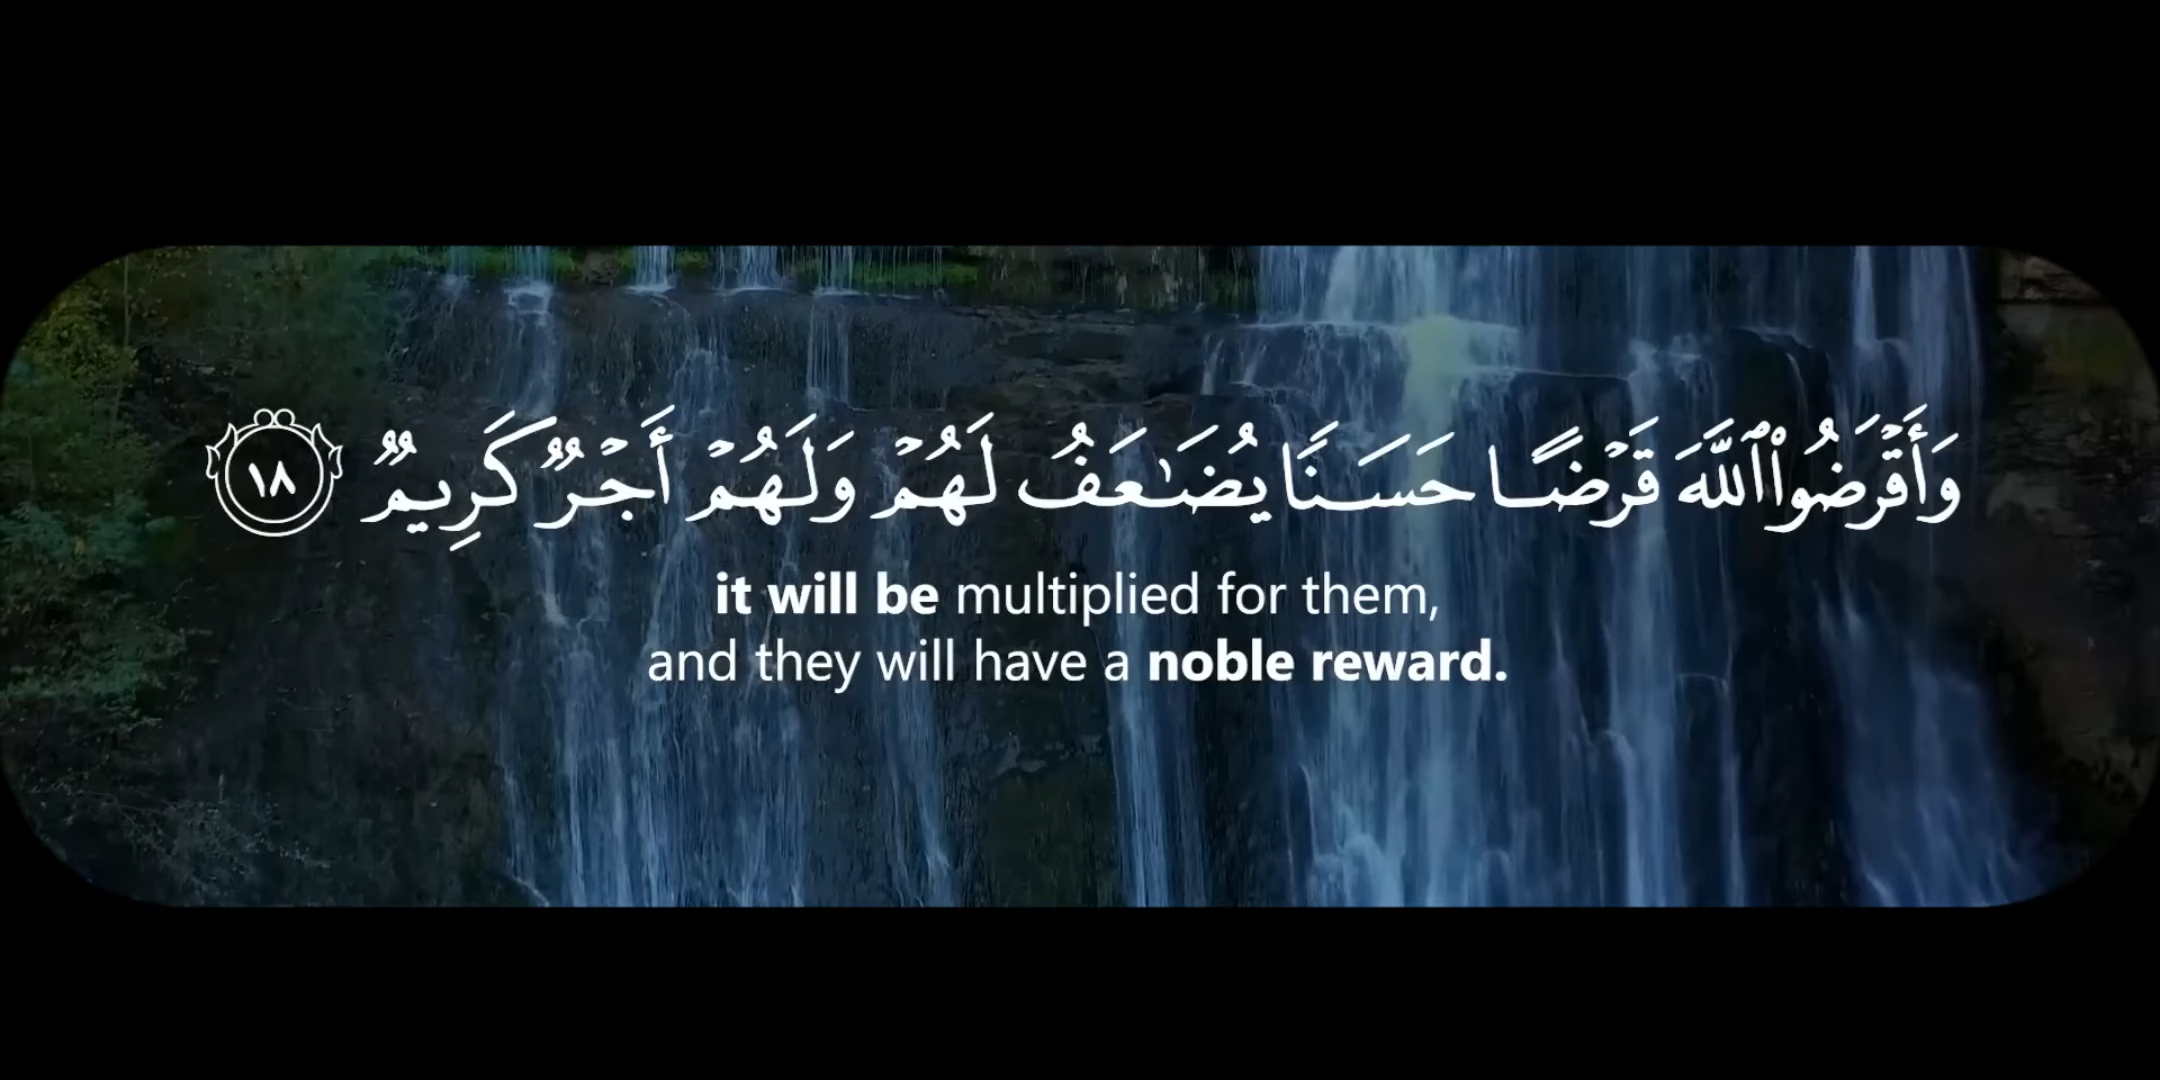 وَأَقْرَضُوا۟ ٱللَّهَ قَرْضًا حَسَنًا يُضَـٰعَفُ لَهُمْ وَلَهُمْ أَجْرٌ كَرِيمٌ ١٨
it will be multiplied for them,
and they will have a noble reward.